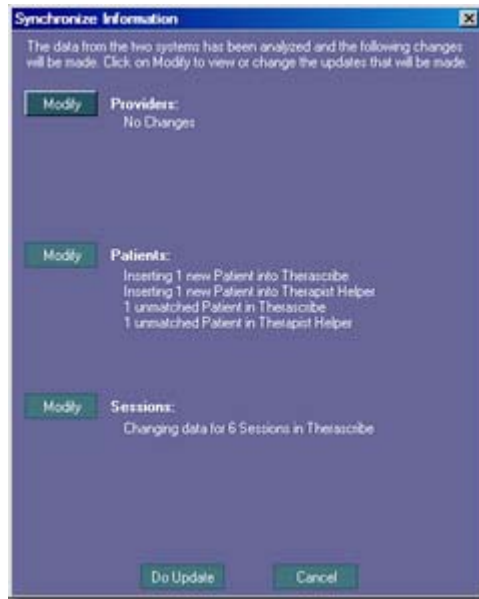 Synchronize Information
The data from the two systems has been analyzed and the following changes
will be made. Click on Modify to view or change the updates that will be made.
Modify
Providers:
No Changes
Modify
Patients:
Inserting 1 new Patient into Therascribe
Inserting 1 new Patient into Therapist Helper
1 unmatched Patient in Therascribe
1 unmatched Patient in Therapist Helper
Modify
Sessions:
Changing data for 6 Sessions in Therascribe
Do Update
Cancel